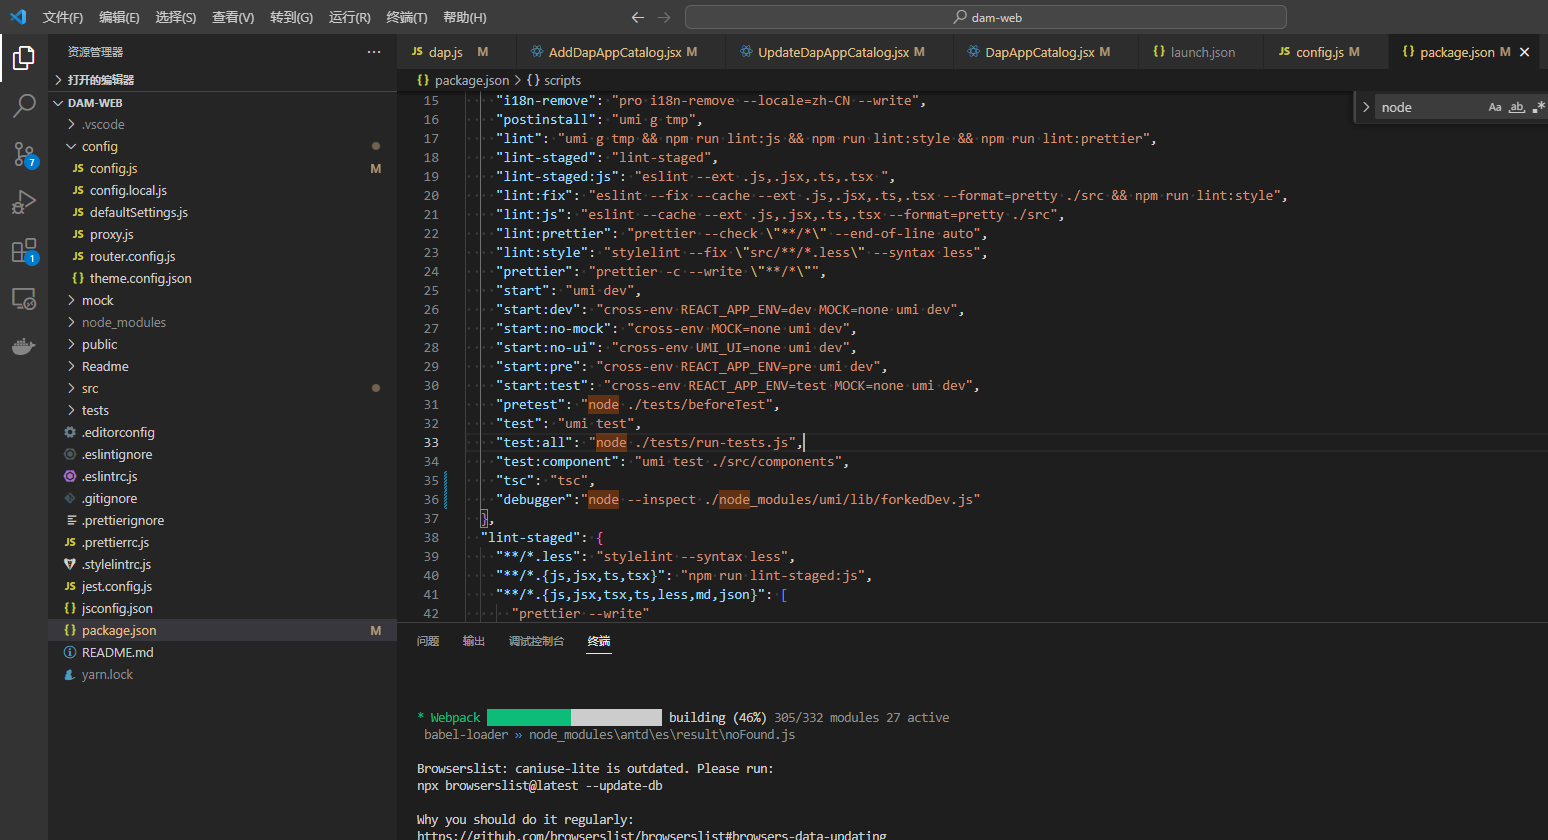 文件(F) 编辑(E) 选择(S) 查看(V) 转到(G) 运行(R) 终端(T) 帮助(H) dam-web
资源管理器 ···
打开的编辑器
DAM-WEB
.vscode
config
JS config.js M
JS config.local.js
JS defaultSettings.js
JS proxy.js
JS router.config.js
{} theme.config.json
mock
node_modules
public
Readme
src
tests
.editorconfig
.eslintignore
.eslintrc.js
.gitignore
.prettierignore
JS .prettierrc.js
.stylelintrc.js
JS jest.config.js
{} jsconfig.json
{} package.json M
README.md
yarn.lock
7
1
JS dap.js M AddDapAppCatalog.jsx M UpdateDapAppCatalog.jsx M DapAppCatalog.jsx M {} launch.json JS config.js M {} package.json M
{} package.json > {} scripts
node Aa ab .*
15 "i18n-remove": "pro i18n-remove --locale=zh-CN --write",
16 "postinstall": "umi g tmp",
17 "lint": "umi g tmp && npm run lint:js && npm run lint:style && npm run lint:prettier",
18 "lint-staged": "lint-staged",
19 "lint-staged:js": "eslint --ext .js,.jsx,.ts,.tsx ",
20 "lint:fix": "eslint --fix --cache --ext .js,.jsx,.ts,.tsx --format=pretty ./src && npm run lint:style",
21 "lint:js": "eslint --cache --ext .js,.jsx,.ts,.tsx --format=pretty ./src",
22 "lint:prettier": "prettier --check \"**/*\" --end-of-line auto",
23 "lint:style": "stylelint --fix \"src/**/*.less\" --syntax less",
24 "prettier": "prettier -c --write \"**/*\"",
25 "start": "umi dev",
26 "start:dev": "cross-env REACT_APP_ENV=dev MOCK=none umi dev",
27 "start:no-mock": "cross-env MOCK=none umi dev",
28 "start:no-ui": "cross-env UMI_UI=none umi dev",
29 "start:pre": "cross-env REACT_APP_ENV=pre umi dev",
30 "start:test": "cross-env REACT_APP_ENV=test MOCK=none umi dev",
31 "pretest": "node ./tests/beforeTest",
32 "test": "umi test",
33 "test:all": "node ./tests/run-tests.js",
34 "test:component": "umi test ./src/components",
35 "tsc": "tsc",
36 "debugger":"node --inspect ./node_modules/umi/lib/forkedDev.js"
37 },
38 "lint-staged": {
39 "**/*.less": "stylelint --syntax less",
40 "**/*.{js,jsx,ts,tsx}": "npm run lint-staged:js",
41 "**/*.{js,jsx,tsx,ts,less,md,json}": [
42 "prettier --write"
问题 输出 调试控制台 终端
* Webpack building (46%) 305/332 modules 27 active
babel-loader » node_modules\antd\es\result\noFound.js
Browserslist: caniuse-lite is outdated. Please run:
npx browserslist@latest --update-db
Why you should do it regularly:
https://github.com/browserslist/browserslist#browsers-data-updating